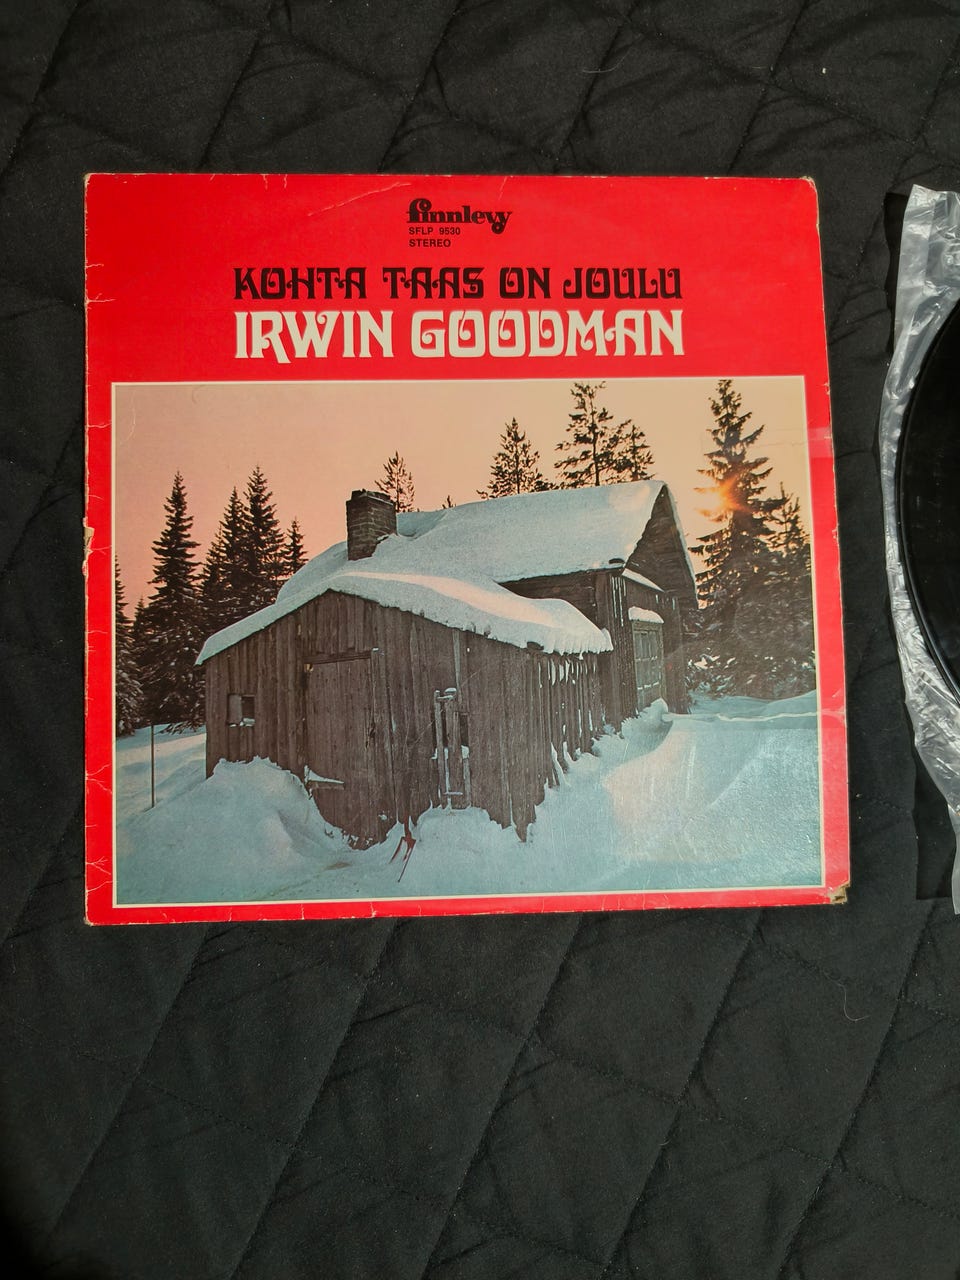 finnlevy
SFLP 9530
STEREO
KOHTA TAAS ON JOULU
IRWIN GOODMAN